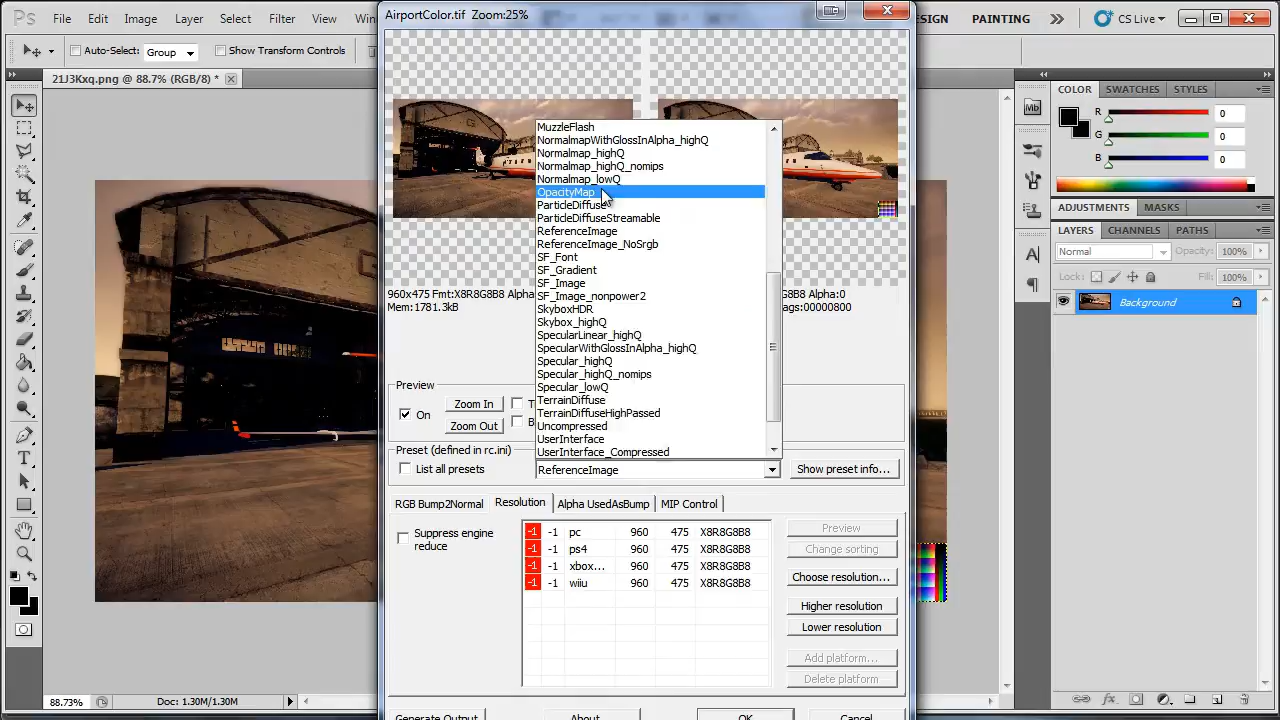 Ps
File
Edit
Image
Layer
Select
Filter
View
AirportColor.tif Zoom:25%
PAINTING
CS Live
Auto-Select:
Group
Show Transform Controls
21J3Kxq.png @ 88.7% (RGB/8) *
COLOR
SWATCHES
STYLES
R
0
G
0
B
0
ADJUSTMENTS
MASKS
LAYERS
CHANNELS
PATHS
Normal
Opacity:
100%
Lock:
Fill:
100%
Background
MuzzleFlash
NormalmapWithGlossInAlpha_highQ
Normalmap_highQ
Normalmap_highQ_nomips
Normalmap_lowQ
OpacityMap
ParticleDiffuse
ParticleDiffuseStreamable
ReferenceImage
ReferenceImage_NoSrgb
SF_Font
SF_Gradient
SF_Image
SF_Image_nonpower2
SkyboxHDR
Skybox_highQ
SpecularLinear_highQ
SpecularWithGlossInAlpha_highQ
Specular_highQ
Specular_highQ_nomips
Specular_lowQ
TerrainDiffuse
TerrainDiffuseHighPassed
Uncompressed
UserInterface
UserInterface_Compressed
960x475 Fmt:X8R8G8B8
Mem:1781.3kB
Alpha:0
Preview
On
Zoom In
Zoom Out
Preset (defined in rc.ini)
List all presets
ReferenceImage
Show preset info...
RGB Bump2Normal
Resolution
Alpha UsedAsBump
MIP Control
Suppress engine
reduce
-1 -1 pc 960 475 X8R8G8B8
-1 -1 ps4 960 475 X8R8G8B8
-1 -1 xbox... 960 475 X8R8G8B8
-1 -1 wiiu 960 475 X8R8G8B8
Preview
Change sorting
Choose resolution...
Higher resolution
Lower resolution
Add platform...
Delete platform
Generate Output
About
OK
Cancel
88.73%
Doc: 1.30M/1.30M